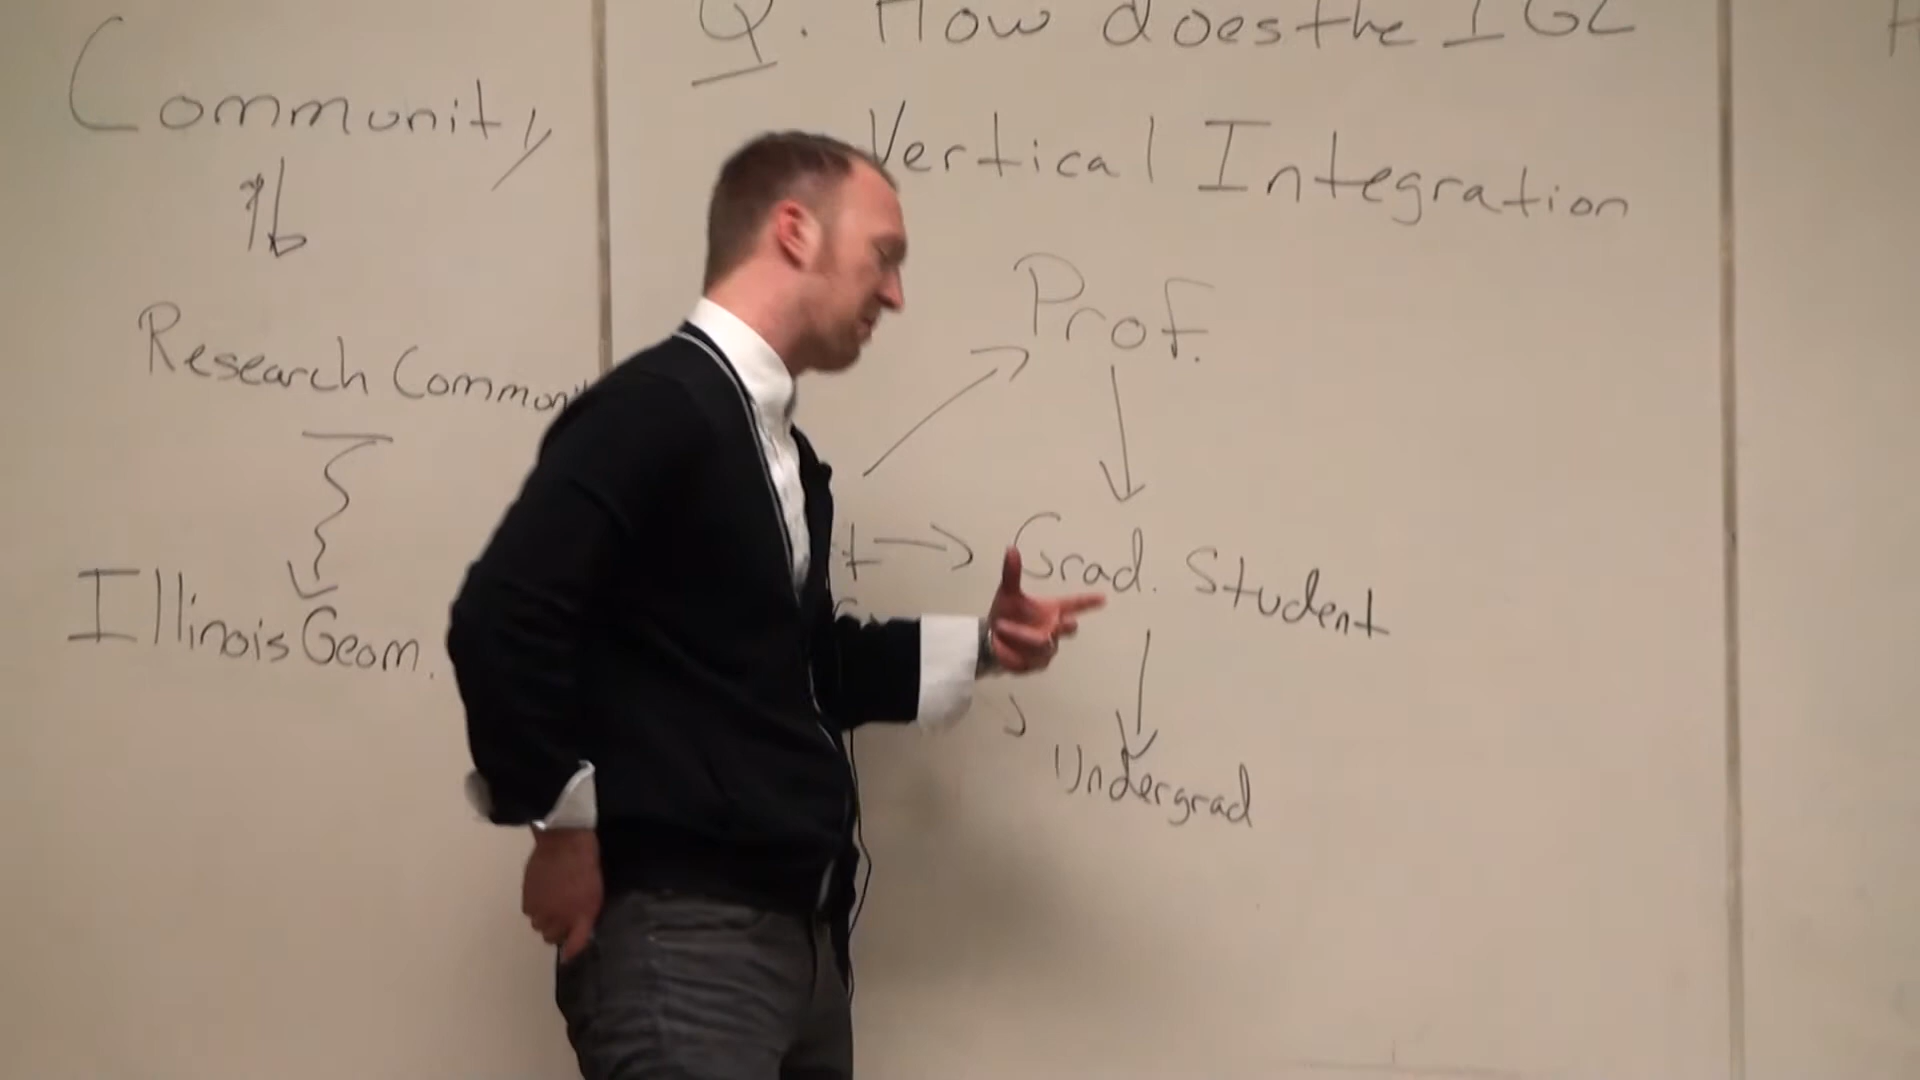 Community
Research Commun
Illinois Geom.
Q. How does the IGL
Vertical Integration
Prof.
Grad. Student
Undergrad